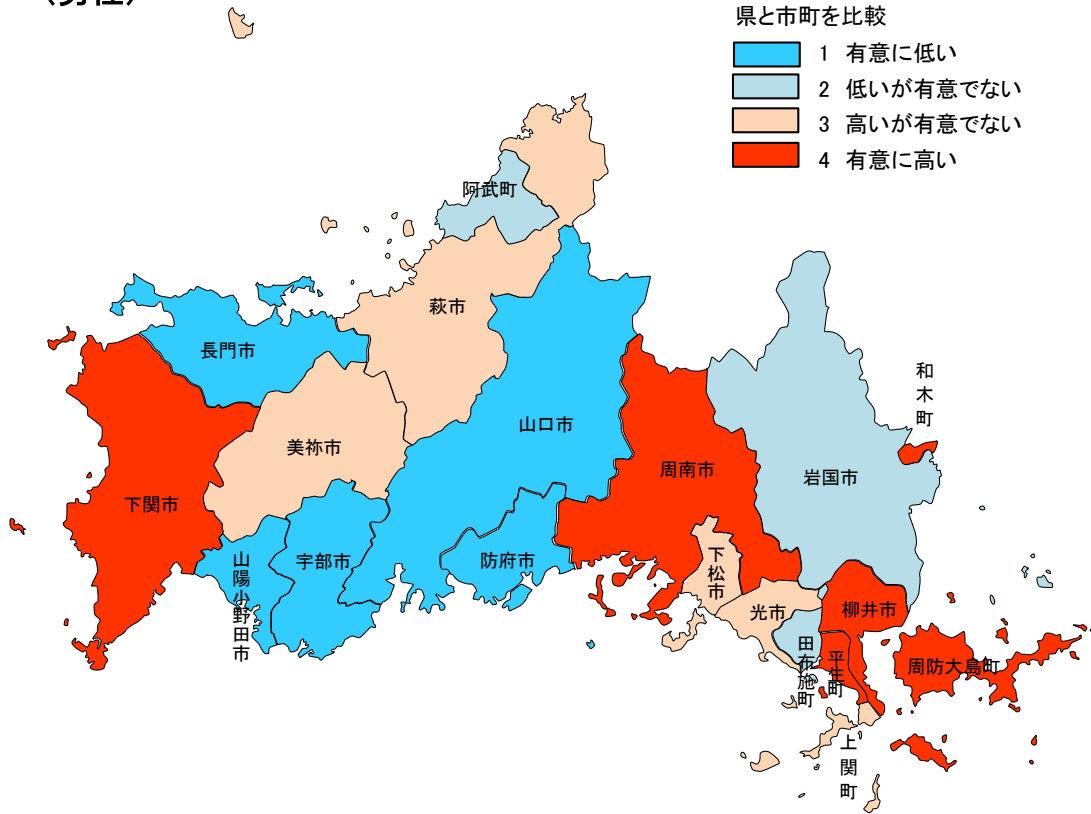 県と市町を比較
1 有意に低い
2 低いが有意でない
3 高いが有意でない
4 有意に高い
阿武町
萩市
長門市
和木町
山口市
美祢市
周南市
岩国市
下関市
山陽小野田市
宇部市
防府市
下松市
光市
柳井市
田布施町
平生町
周防大島町
上関町